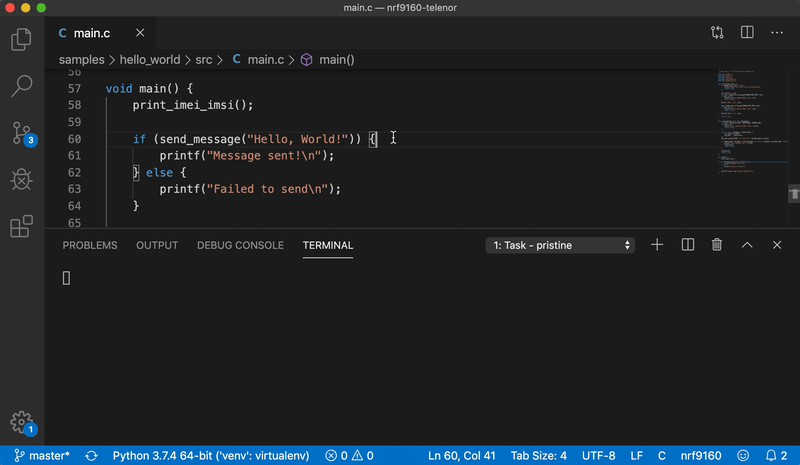 main.c — nrf9160-telenor
C main.c
samples > hello_world > src > C main.c > main()
56
57 void main() {
58 print_imei_imsi();
59
60 if (send_message("Hello, World!")) {
61 printf("Message sent!\n");
62 } else {
63 printf("Failed to send\n");
64 }
65
PROBLEMS OUTPUT DEBUG CONSOLE TERMINAL 1: Task - pristine
3
1
master* Python 3.7.4 64-bit ('venv': virtualenv) 0 0 Ln 60, Col 41 Tab Size: 4 UTF-8 LF C nrf9160 2